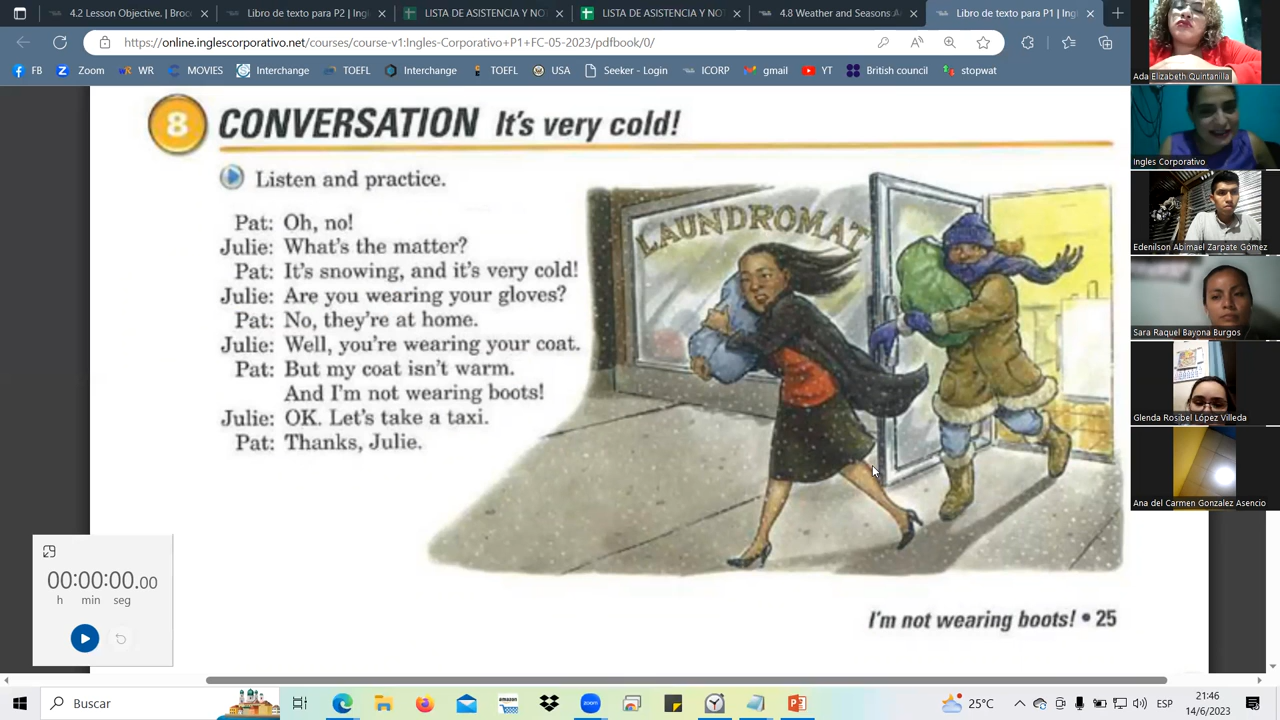 4.2 Lesson Objective. | Broc
Libro de texto para P2 | Ingl
LISTA DE ASISTENCIA Y NO
LISTA DE ASISTENCIA Y NOT
4.8 Weather and Seasons:
Libro de texto para P1 | Ingl
https://online.inglescorporativo.net/courses/course-v1:Ingles-Corporativo+P1+FC-05-2023/pdfbook/0/
FB
Zoom
WR
MOVIES
Interchange
TOEFL
Interchange
TOEFL
USA
Seeker - Login
ICORP
gmail
YT
British council
stopwat
8 CONVERSATION It's very cold!
Listen and practice.
Pat: Oh, no!
Julie: What's the matter?
Pat: It's snowing, and it's very cold!
Julie: Are you wearing your gloves?
Pat: No, they're at home.
Julie: Well, you're wearing your coat.
Pat: But my coat isn't warm.
And I'm not wearing boots!
Julie: OK. Let's take a taxi.
Pat: Thanks, Julie.
LAUNDROMAT
I'm not wearing boots! • 25
00:00:00.00
h min seg
Ada Elizabeth Quintanilla
Ingles Corporativo
Edenilson Abimael Zarpate Gómez
Sara Raquel Bayona Burgos
Glenda Rosibel López Villeda
Ana del Carmen Gonzalez Asencio
Buscar
amazon
zoom
25°C
ESP
21:46
14/6/2023